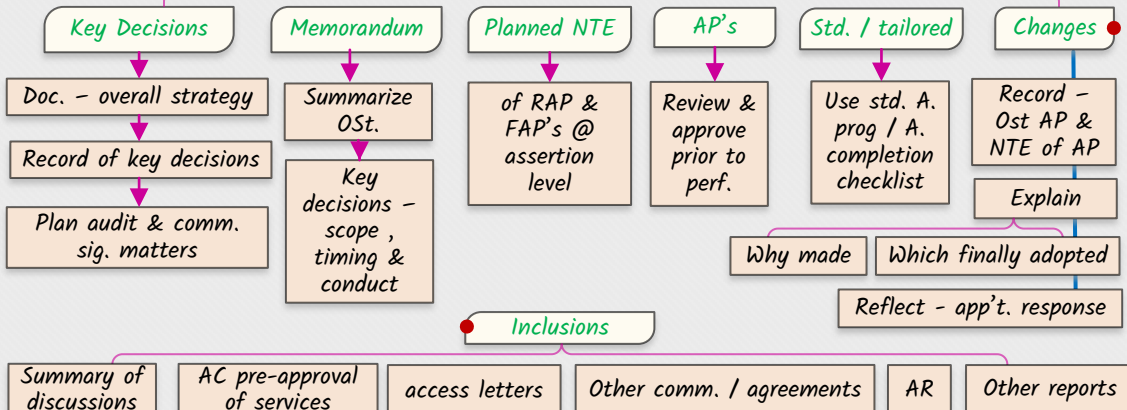 Key Decisions
Doc. – overall strategy
Record of key decisions
Plan audit & comm.
sig. matters
Memorandum
Summarize
OSt.
Key
decisions –
scope ,
timing &
conduct
Planned NTE
of RAP &
FAP's @
assertion
level
AP's
Review &
approve
prior to
perf.
Std. / tailored
Use std. A.
prog / A.
completion
checklist
Changes
Record –
Ost AP &
NTE of AP
Explain
Why made
Which finally adopted
Reflect - app't. response
Inclusions
Summary of
discussions
AC pre-approval
of services
access letters
Other comm. / agreements
AR
Other reports